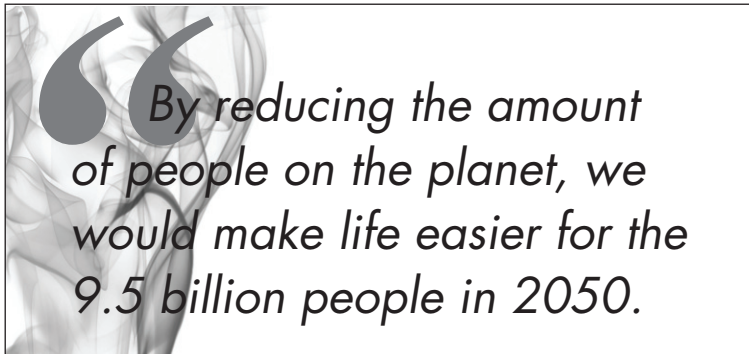 “By reducing the amount
of people on the planet, we
would make life easier for the
9.5 billion people in 2050.